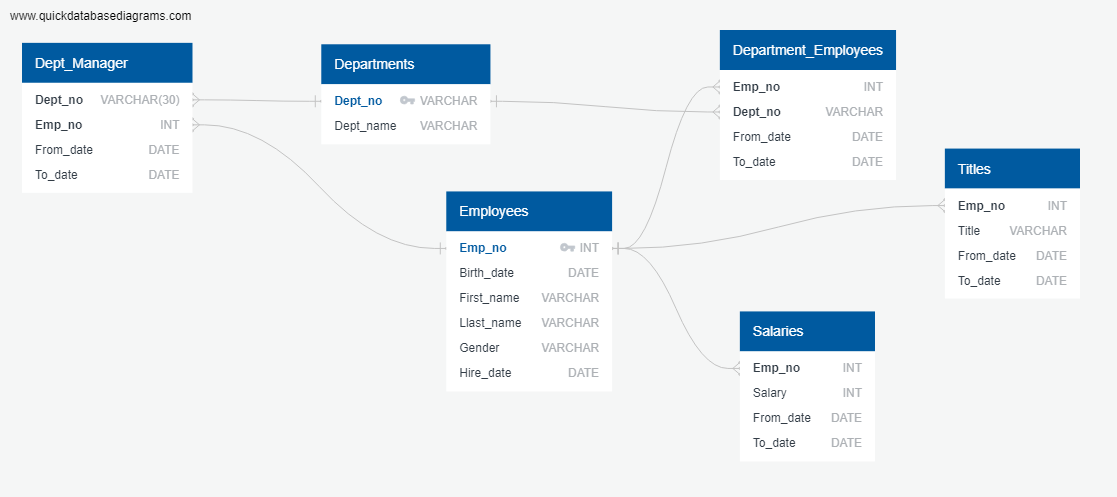 www.quickdatabasediagrams.com
Dept_Manager
Dept_no VARCHAR(30)
Emp_no INT
From_date DATE
To_date DATE
Departments
Dept_no VARCHAR
Dept_name VARCHAR
Department_Employees
Emp_no INT
Dept_no VARCHAR
From_date DATE
To_date DATE
Employees
Emp_no INT
Birth_date DATE
First_name VARCHAR
Llast_name VARCHAR
Gender VARCHAR
Hire_date DATE
Titles
Emp_no INT
Title VARCHAR
From_date DATE
To_date DATE
Salaries
Emp_no INT
Salary INT
From_date DATE
To_date DATE